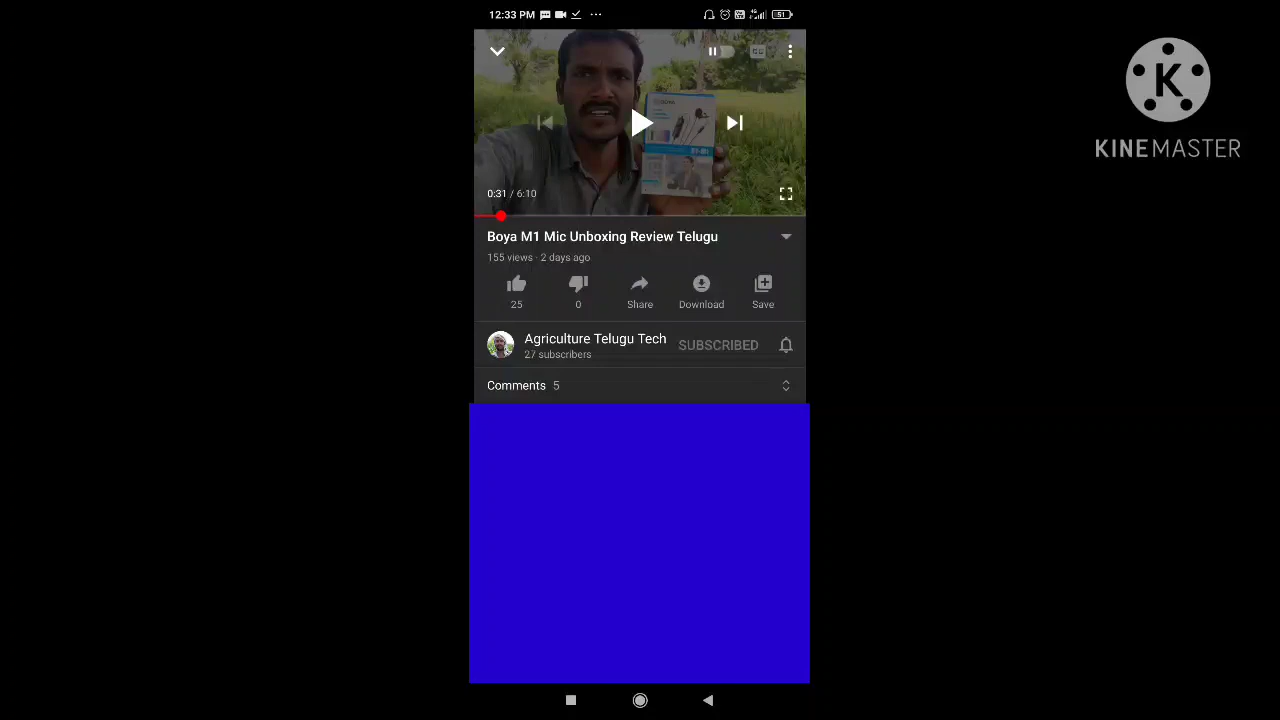 12:33 PM
51
K
KINEMASTER
0:31 / 6:10
Boya M1 Mic Unboxing Review Telugu
155 views · 2 days ago
25
0
Share
Download
Save
Agriculture Telugu Tech
27 subscribers
SUBSCRIBED
Comments 5